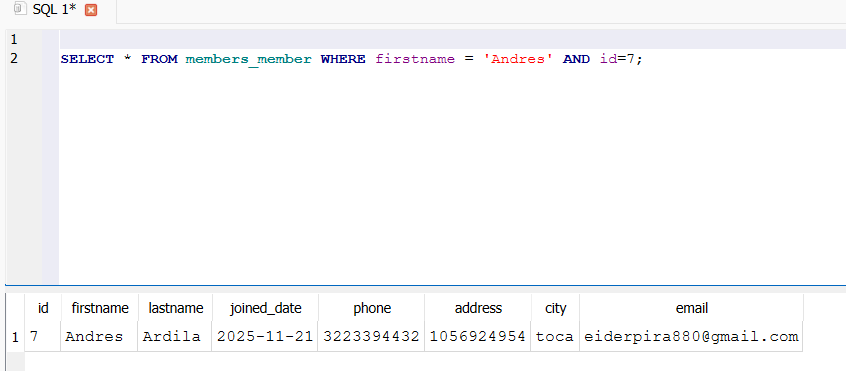 SQL 1*
1
2 SELECT * FROM members_member WHERE firstname = 'Andres' AND id=7;
id firstname lastname joined_date phone address city email
1 7 Andres Ardila 2025-11-21 3223394432 1056924954 toca eiderpira880@gmail.com